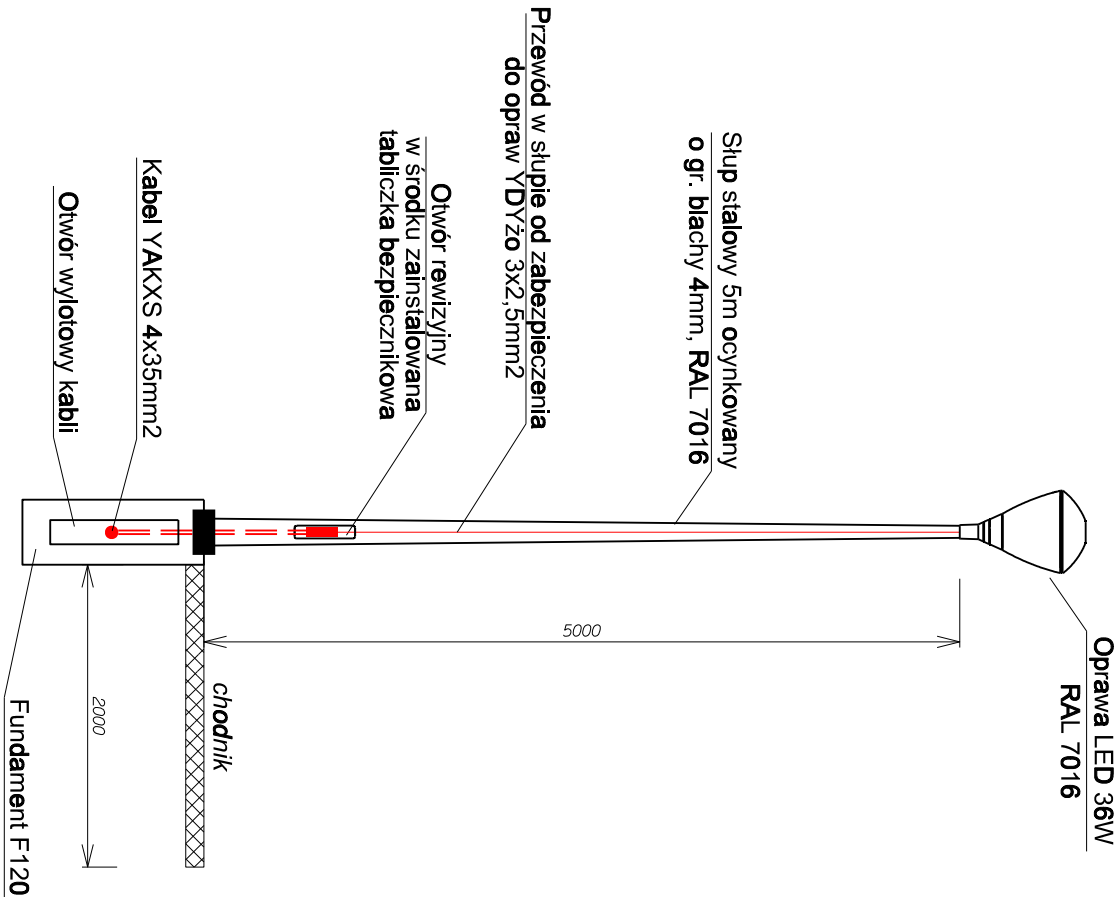 Oprawa LED 36W
RAL 7016
Słup stalowy 5m ocynkowany
o gr. blachy 4mm, RAL 7016
Przewód w słupie od zabezpieczenia
do opraw YDYżo 3x2,5mm2
Otwór rewizyjny
w środku zainstalowana
tabliczka bezpiecznikowa
Kabel YAKXS 4x35mm2
Otwór wylotowy kabli
5000
chodnik
2000
Fundament F120